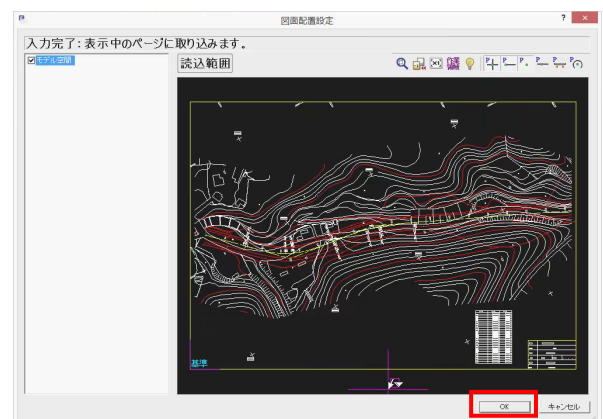 図面配置設定
? ×
入力完了:表示中のページに取り込みます。
モデル空間
読込範囲
基準
OK
キャンセル